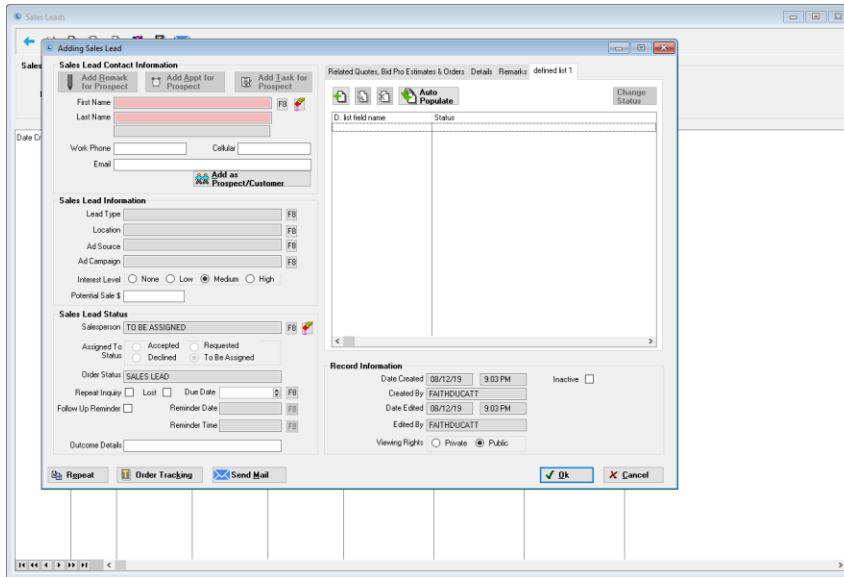 Sales Leads
Adding Sales Lead
Sales
Date Cr
Sales Lead Contact Information
Add Remark for Prospect
Add Appt for Prospect
Add Task for Prospect
First Name F8
Last Name
Work Phone Cellular
Email
Add as Prospect/Customer
Sales Lead Information
Lead Type F8
Location F8
Ad Source F8
Ad Campaign F8
Interest Level None Low Medium High
Potential Sale $
Sales Lead Status
Salesperson TO BE ASSIGNED F8
Assigned To Status Accepted Requested
Declined To Be Assigned
Order Status SALES LEAD
Repeat Inquiry Lost Due Date F8
Follow Up Reminder Reminder Date F8
Reminder Time F8
Outcome Details
Related Quotes, Bid Pro Estimates & Orders Details Remarks defined list 1
Auto Populate
Change Status
D. list field name Status
Record Information
Date Created 08/12/19 9:03 PM Inactive
Created By FAITHDUCATT
Date Edited 08/12/19 9:03 PM
Edited By FAITHDUCATT
Viewing Rights Private Public
Repeat Order Tracking Send Mail Ok Cancel